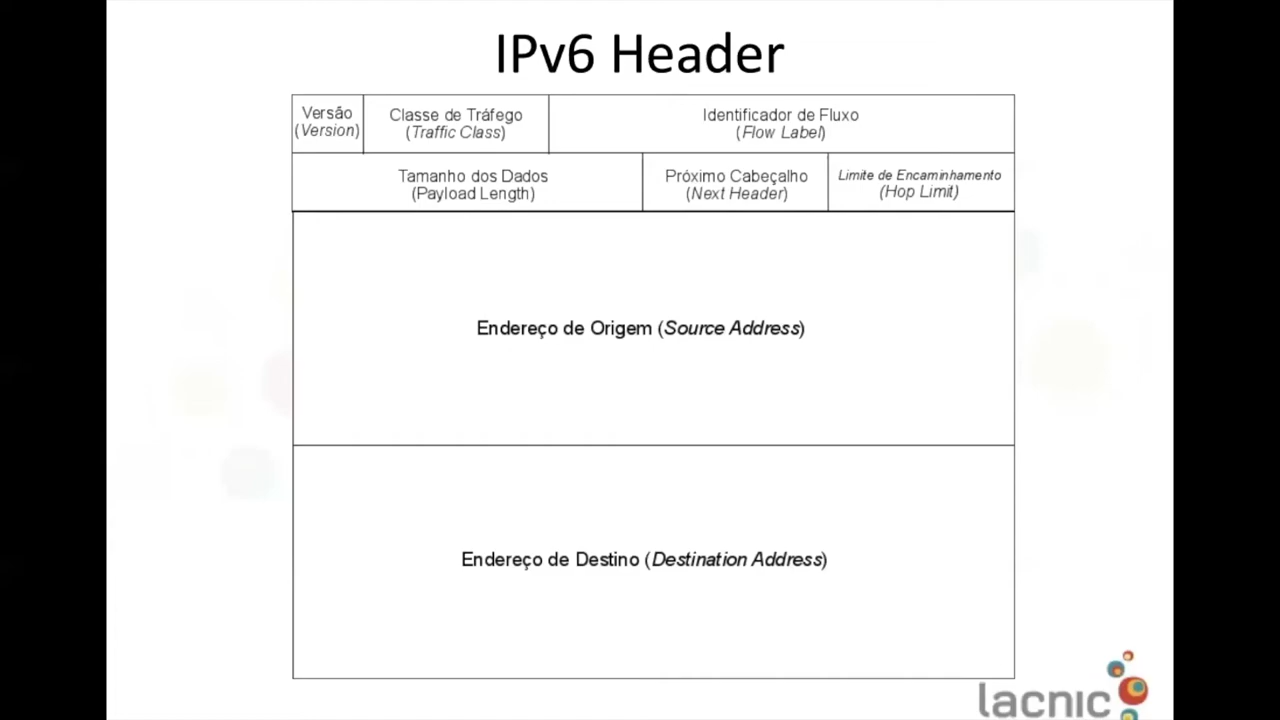 IPv6 Header
Versão
(Version)
Classe de Tráfego
(Traffic Class)
Identificador de Fluxo
(Flow Label)
Tamanho dos Dados
(Payload Length)
Próximo Cabeçalho
(Next Header)
Limite de Encaminhamento
(Hop Limit)
Endereço de Origem (Source Address)
Endereço de Destino (Destination Address)
lacnic